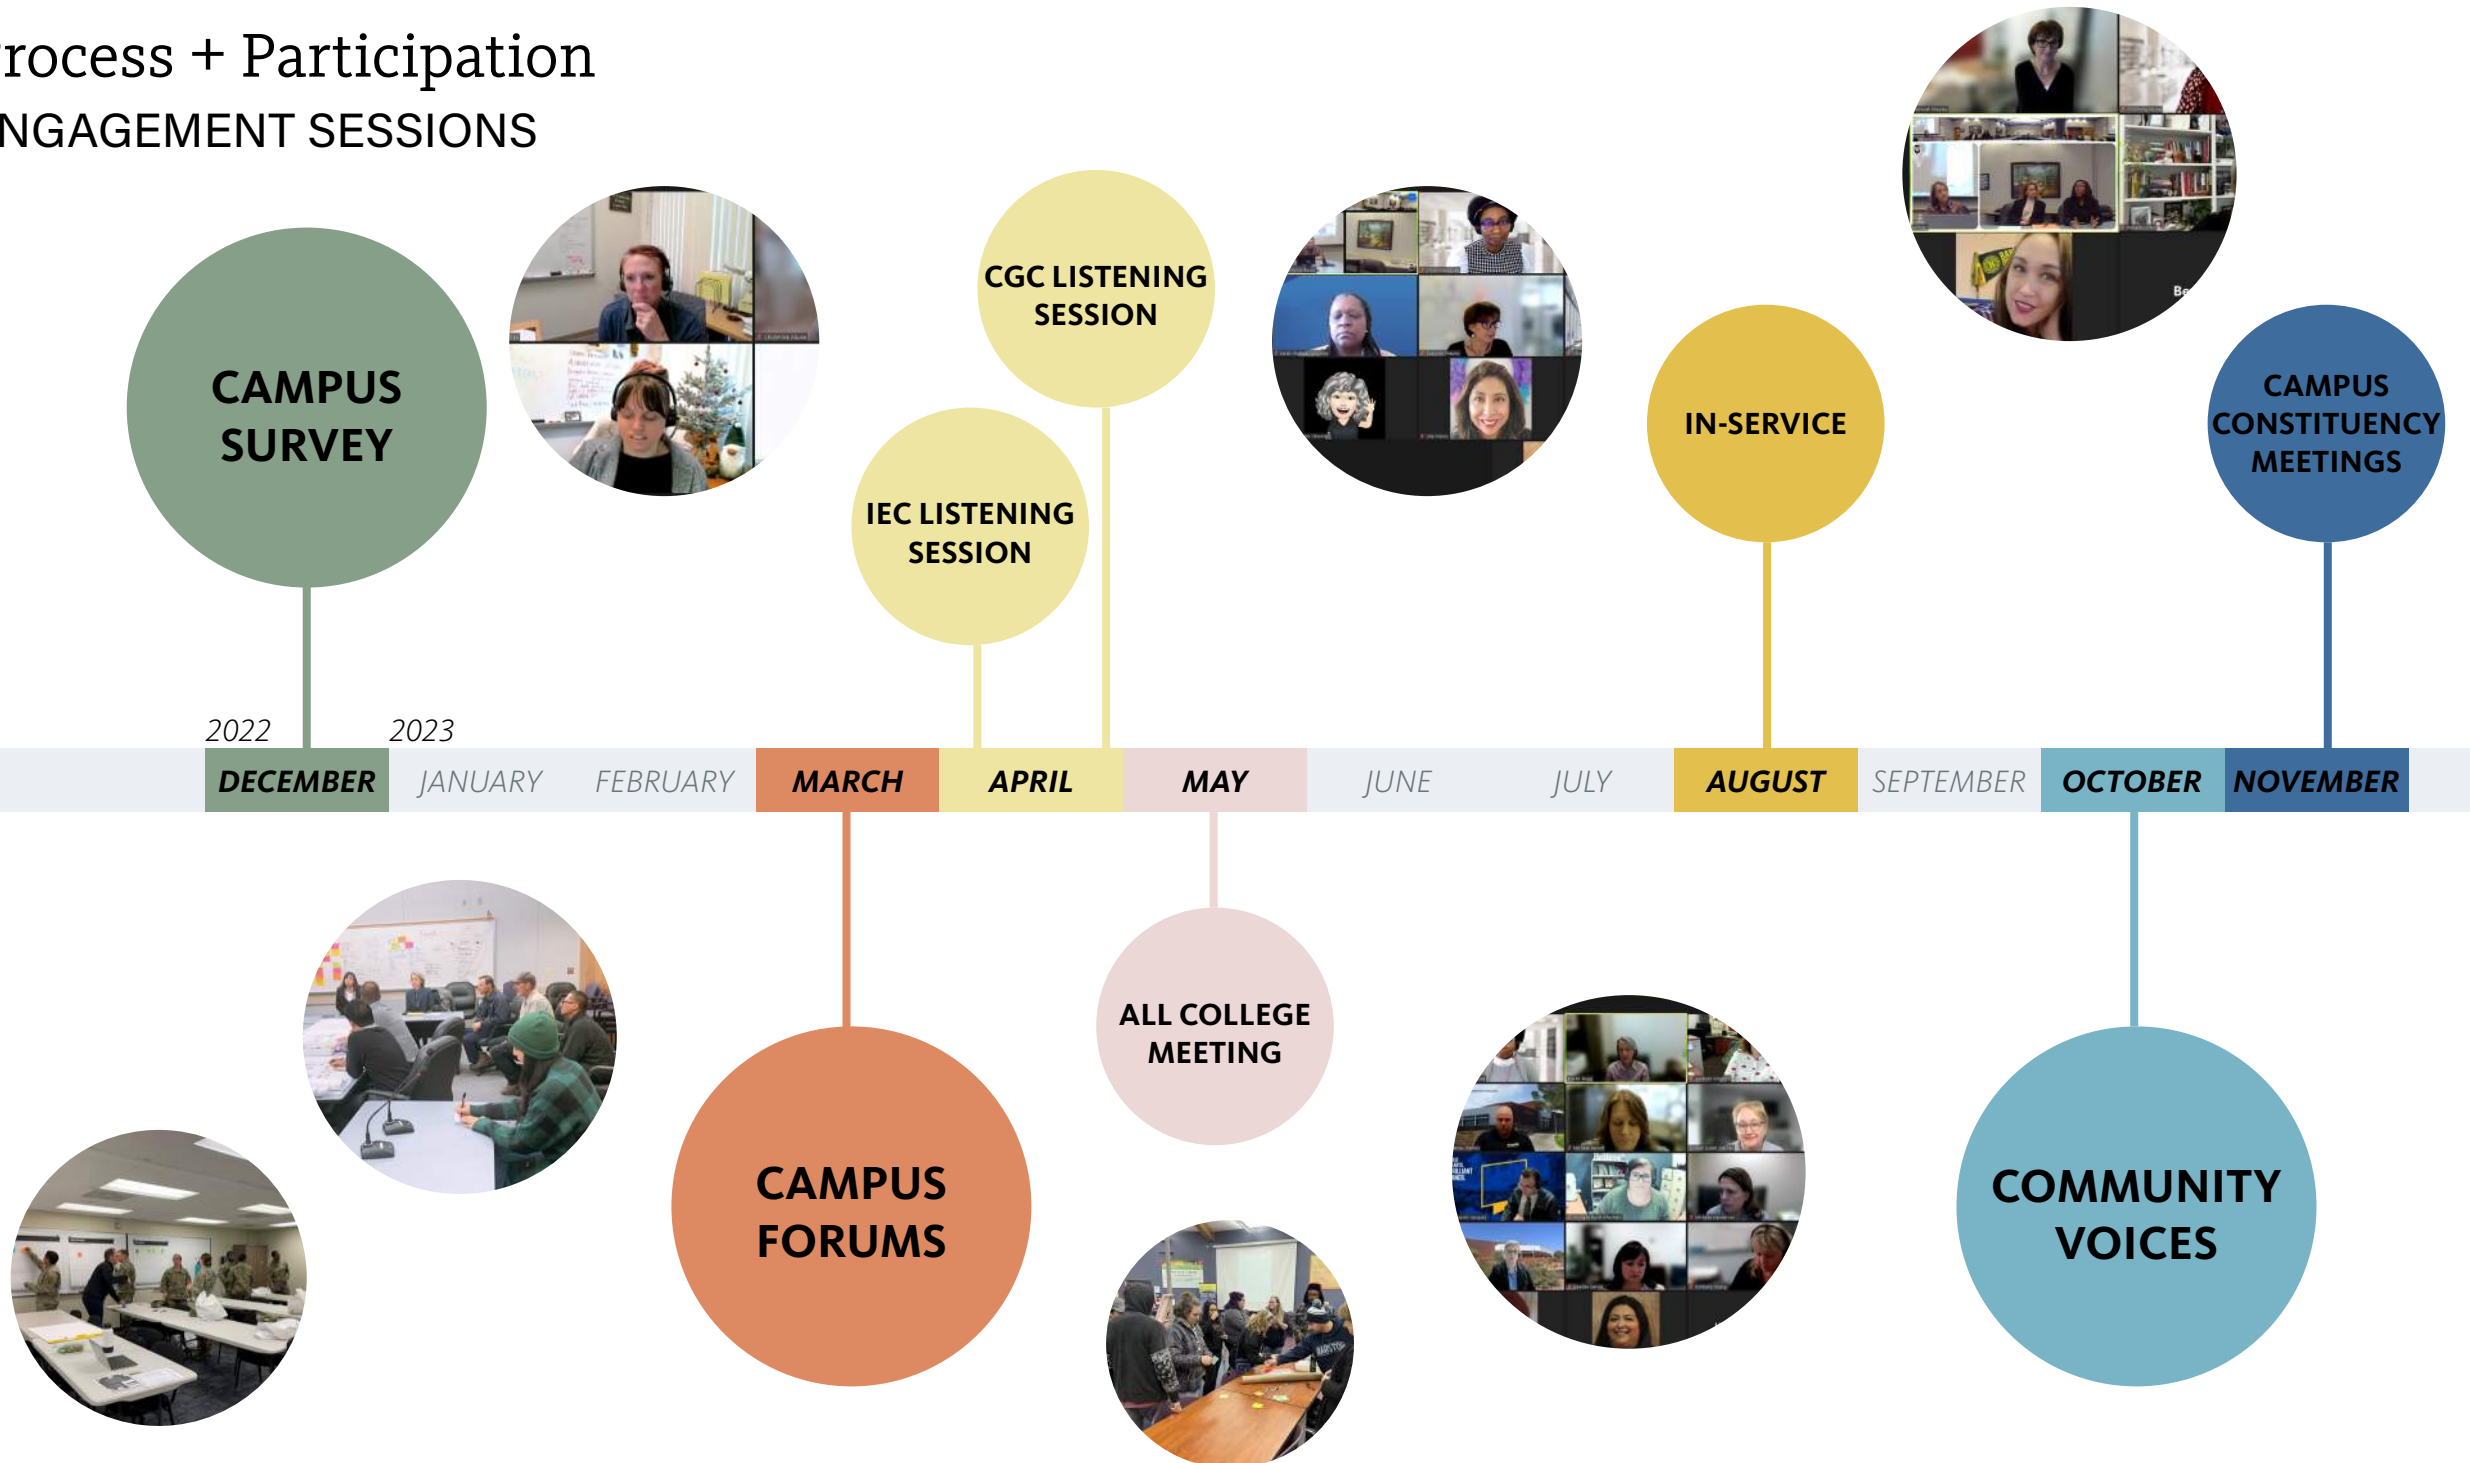 rocess + Participation
NGAGEMENT SESSIONS
CAMPUS
SURVEY
CGC LISTENING
SESSION
IEC LISTENING
SESSION
IN-SERVICE
CAMPUS
CONSTITUENCY
MEETINGS
2022
2023
DECEMBER
JANUARY
FEBRUARY
MARCH
APRIL
MAY
JUNE
JULY
AUGUST
SEPTEMBER
OCTOBER
NOVEMBER
ALL COLLEGE
MEETING
CAMPUS
FORUMS
COMMUNITY
VOICES